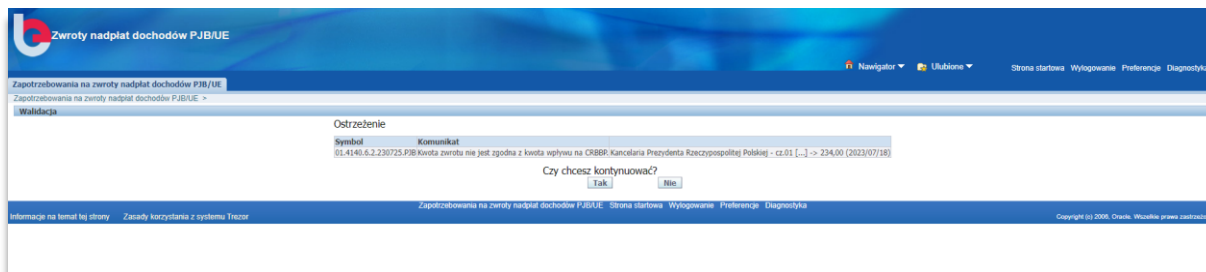 Zwroty nadpłat dochodów PJB/UE
Nawigator Ulubione Strona startowa Wylogowanie Preferencje Diagnostyka
Zapotrzebowania na zwroty nadpłat dochodów PJB/UE
Zapotrzebowania na zwroty nadpłat dochodów PJB/UE >
Walidacja
Ostrzeżenie
Symbol Komunikat
01.4140.6.2.230725.PJB Kwota zwrotu nie jest zgodna z kwota wpływu na CRBBP. Kancelaria Prezydenta Rzeczypospolitej Polskiej - cz.01 [...] -> 234,00 (2023/07/18)
Czy chcesz kontynuować?
Tak Nie
Zapotrzebowania na zwroty nadpłat dochodów PJB/UE Strona startowa Wylogowanie Preferencje Diagnostyka
Informacje na temat tej strony Zasady korzystania z systemu Trezor Copyright (c) 2006, Oracle. Wszelkie prawa zastrzeż